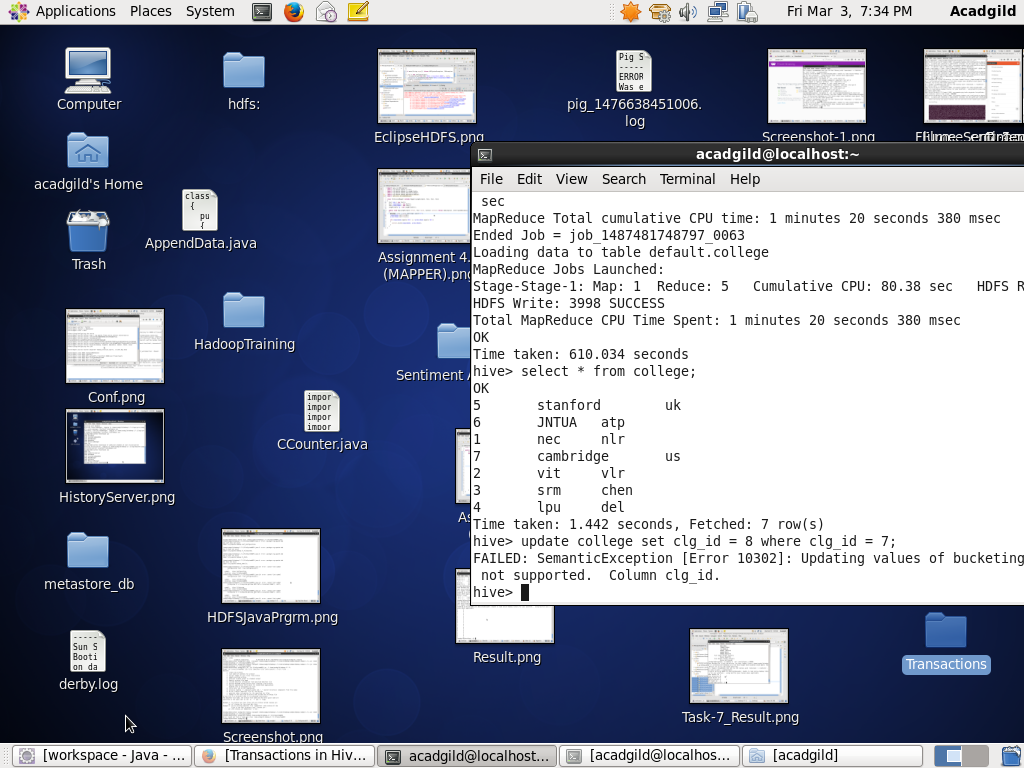 Applications Places System Fri Mar 3, 7:34 PM Acadgild
Computer
hdfs:
EclipseHDFS.png
Pig S
-----
ERROR
Was e
pig_1476638451006.
log
Screenshot-1.png
acadgild's Home
class
{
pu
{
AppendData.java
Trash
Assignment 4.
(MAPPER).png
HadoopTraining
Sentiment A
Conf.png
impor
impor
impor
impor
CCounter.java
HistoryServer.png
As
metastore_db
HDFSJavaPrgrm.png
Result.png
Sun S
Booti
on da
-----
derby.log
Screenshot.png
Task-7_Result.png
Transactions
acadgild@localhost:~
File Edit View Search Terminal Help
sec
MapReduce Total cumulative CPU time: 1 minutes 20 seconds 380 msec
Ended Job = job_1487481748797_0063
Loading data to table default.college
MapReduce Jobs Launched:
Stage-Stage-1: Map: 1 Reduce: 5 Cumulative CPU: 80.38 sec HDFS R
HDFS Write: 3998 SUCCESS
Total MapReduce CPU Time Spent: 1 minutes 20 seconds 380 msec
OK
Time taken: 610.034 seconds
hive> select * from college;
OK
5 stanford uk
6 JNTUA atp
1 nec nlr
7 cambridge us
2 vit vlr
3 srm chen
4 lpu del
Time taken: 1.442 seconds, Fetched: 7 row(s)
hive> update college set clg_id = 8 where clg_id = 7;
FAILED: SemanticException [Error 10302]: Updating values of bucketing
not supported. Column clg_id.
hive>
[workspace - Java - ... [Transactions in Hiv... acadgild@localhost... [acadgild@localhos... [acadgild]